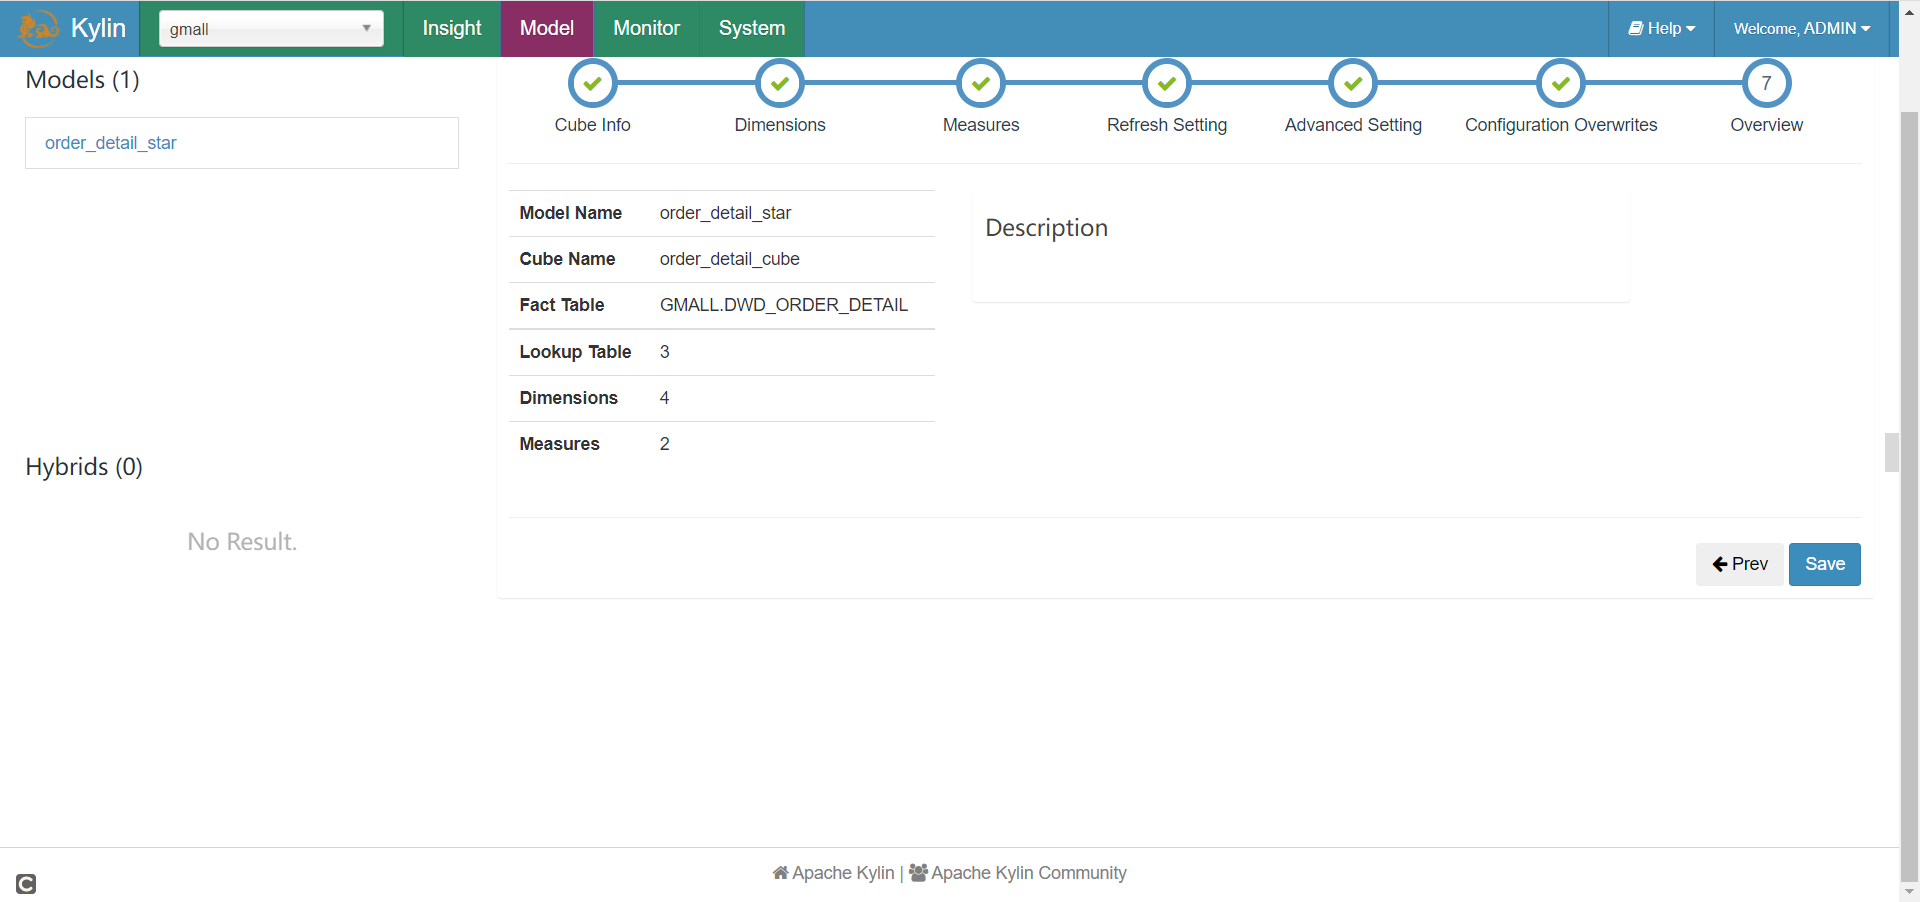 Kylin
gmall
Insight
Model
Monitor
System
Help
Welcome, ADMIN
Models (1)
order_detail_star
Hybrids (0)
No Result.
Cube Info
Dimensions
Measures
Refresh Setting
Advanced Setting
Configuration Overwrites
7
Overview
Model Name order_detail_star
Cube Name order_detail_cube
Fact Table GMALL.DWD_ORDER_DETAIL
Lookup Table 3
Dimensions 4
Measures 2
Description
Prev
Save
Apache Kylin | Apache Kylin Community
C